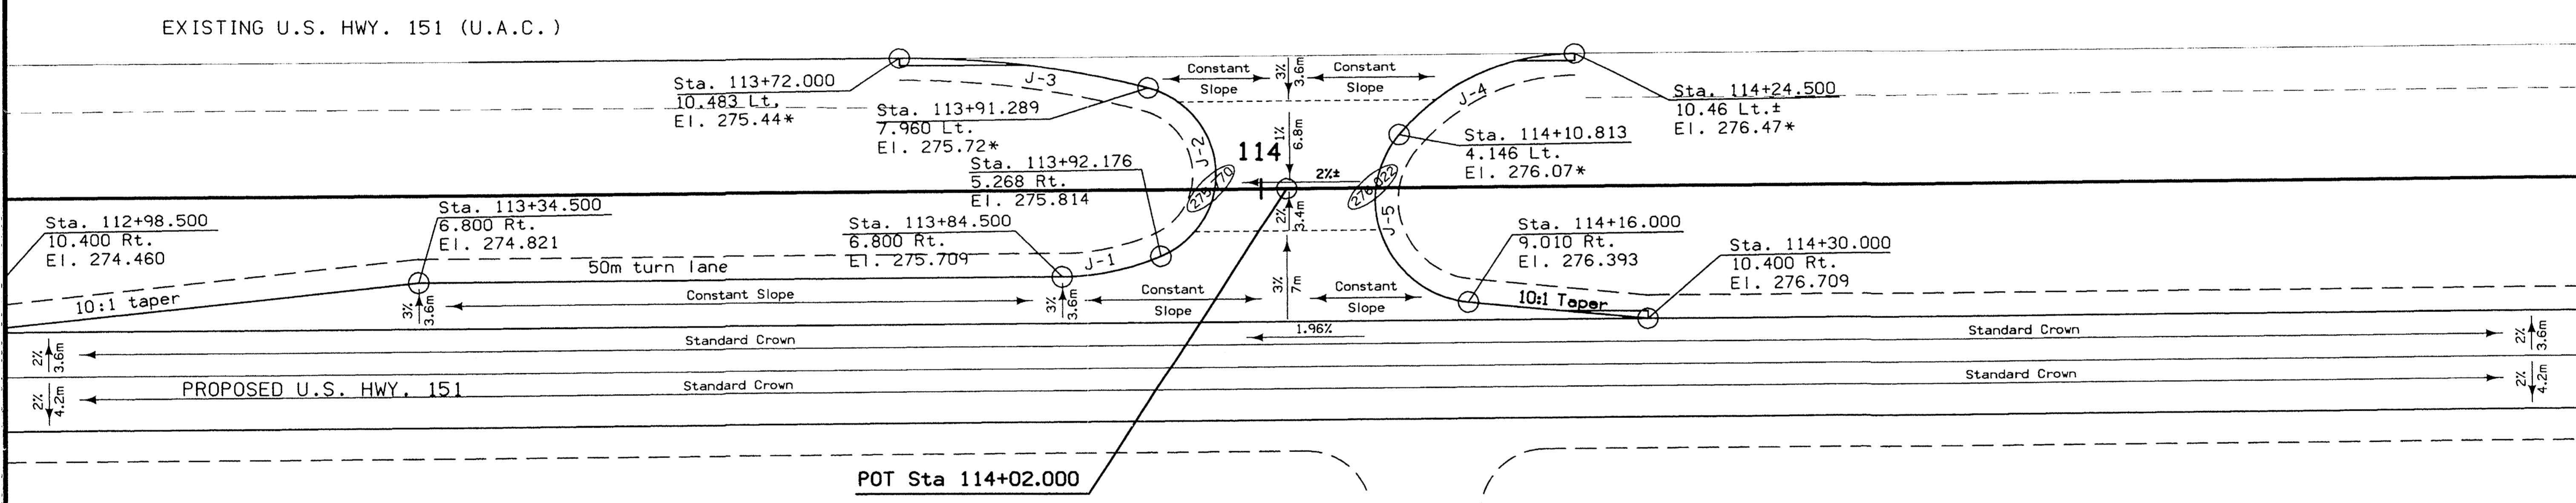 EXISTING U.S. HWY. 151 (U.A.C.)
Sta. 113+72.000
10.483 Lt.
El. 275.44*
J-3
Sta. 113+91.289
7.960 Lt.
El. 275.72*
Constant
Slope
3%
3.6m
Constant
Slope
J-4
Sta. 114+24.500
10.46 Lt.±
El. 276.47*
Sta. 114+10.813
4.146 Lt.
El. 276.07*
1%
6.8m
J-2
114
Sta. 113+92.176
5.268 Rt.
El. 275.814
2%±
276.022
Sta. 112+98.500
10.400 Rt.
El. 274.460
Sta. 113+34.500
6.800 Rt.
El. 274.821
Sta. 113+84.500
6.800 Rt.
El. 275.709
2%
3.4m
J-5
Sta. 114+16.000
9.010 Rt.
El. 276.393
Sta. 114+30.000
10.400 Rt.
El. 276.709
50m turn lane
J-1
10:1 taper
3%
3.6m
Constant Slope
3%
3.6m
Constant
Slope
3%
7m
Constant
Slope
10:1 Taper
1.96%
2%
3.6m
Standard Crown
Standard Crown
2%
3.6m
2%
4.2m
PROPOSED U.S. HWY. 151
Standard Crown
Standard Crown
2%
4.2m
POT Sta 114+02.000